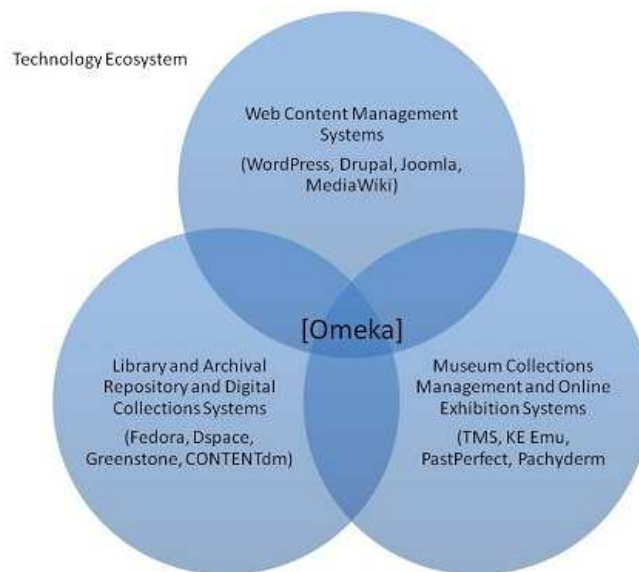 Technology Ecosystem
Web Content Management
Systems
(WordPress, Drupal, Joomla,
MediaWiki)
[Omeka]
Library and Archival
Repository and Digital
Collections Systems
(Fedora, Dspace,
Greenstone, CONTENTdm)
Museum Collections
Management and Online
Exhibition Systems
(TMS, KE Emu,
PastPerfect, Pachyderm